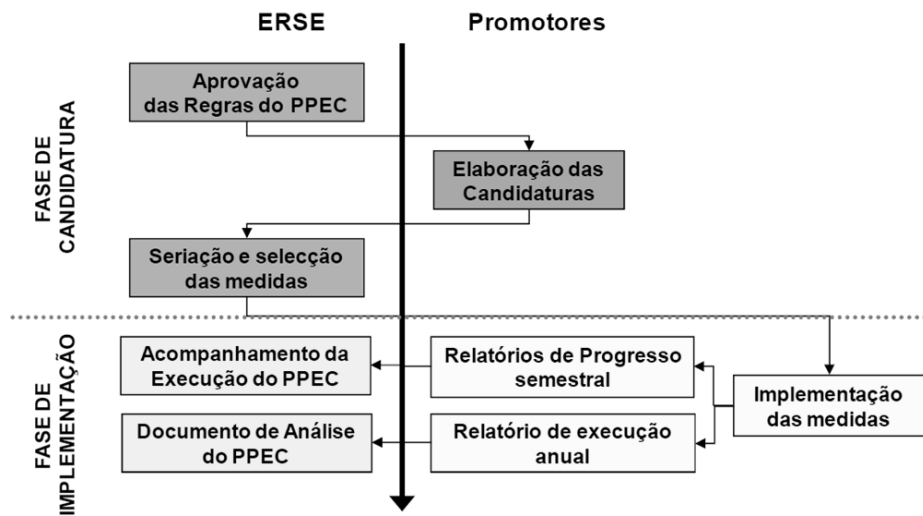 ERSE
Promotores
FASE DE
CANDIDATURA
Aprovação
das Regras do PPEC
Elaboração das
Candidaturas
Seriação e selecção
das medidas
FASE DE
IMPLEMENTAÇÃO
Acompanhamento da
Execução do PPEC
Relatórios de Progresso
semestral
Implementação
das medidas
Documento de Análise
do PPEC
Relatório de execução
anual